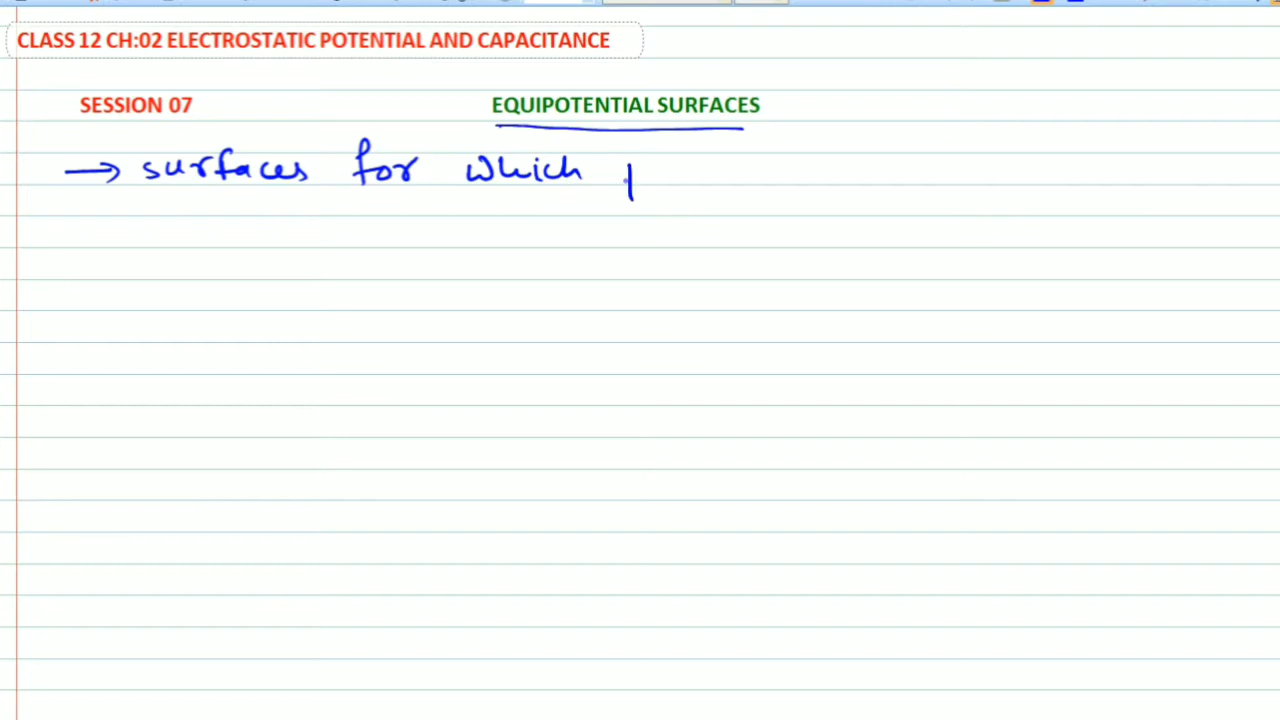 CLASS 12 CH:02 ELECTROSTATIC POTENTIAL AND CAPACITANCE
SESSION 07 EQUIPOTENTIAL SURFACES
→ surfaces for which